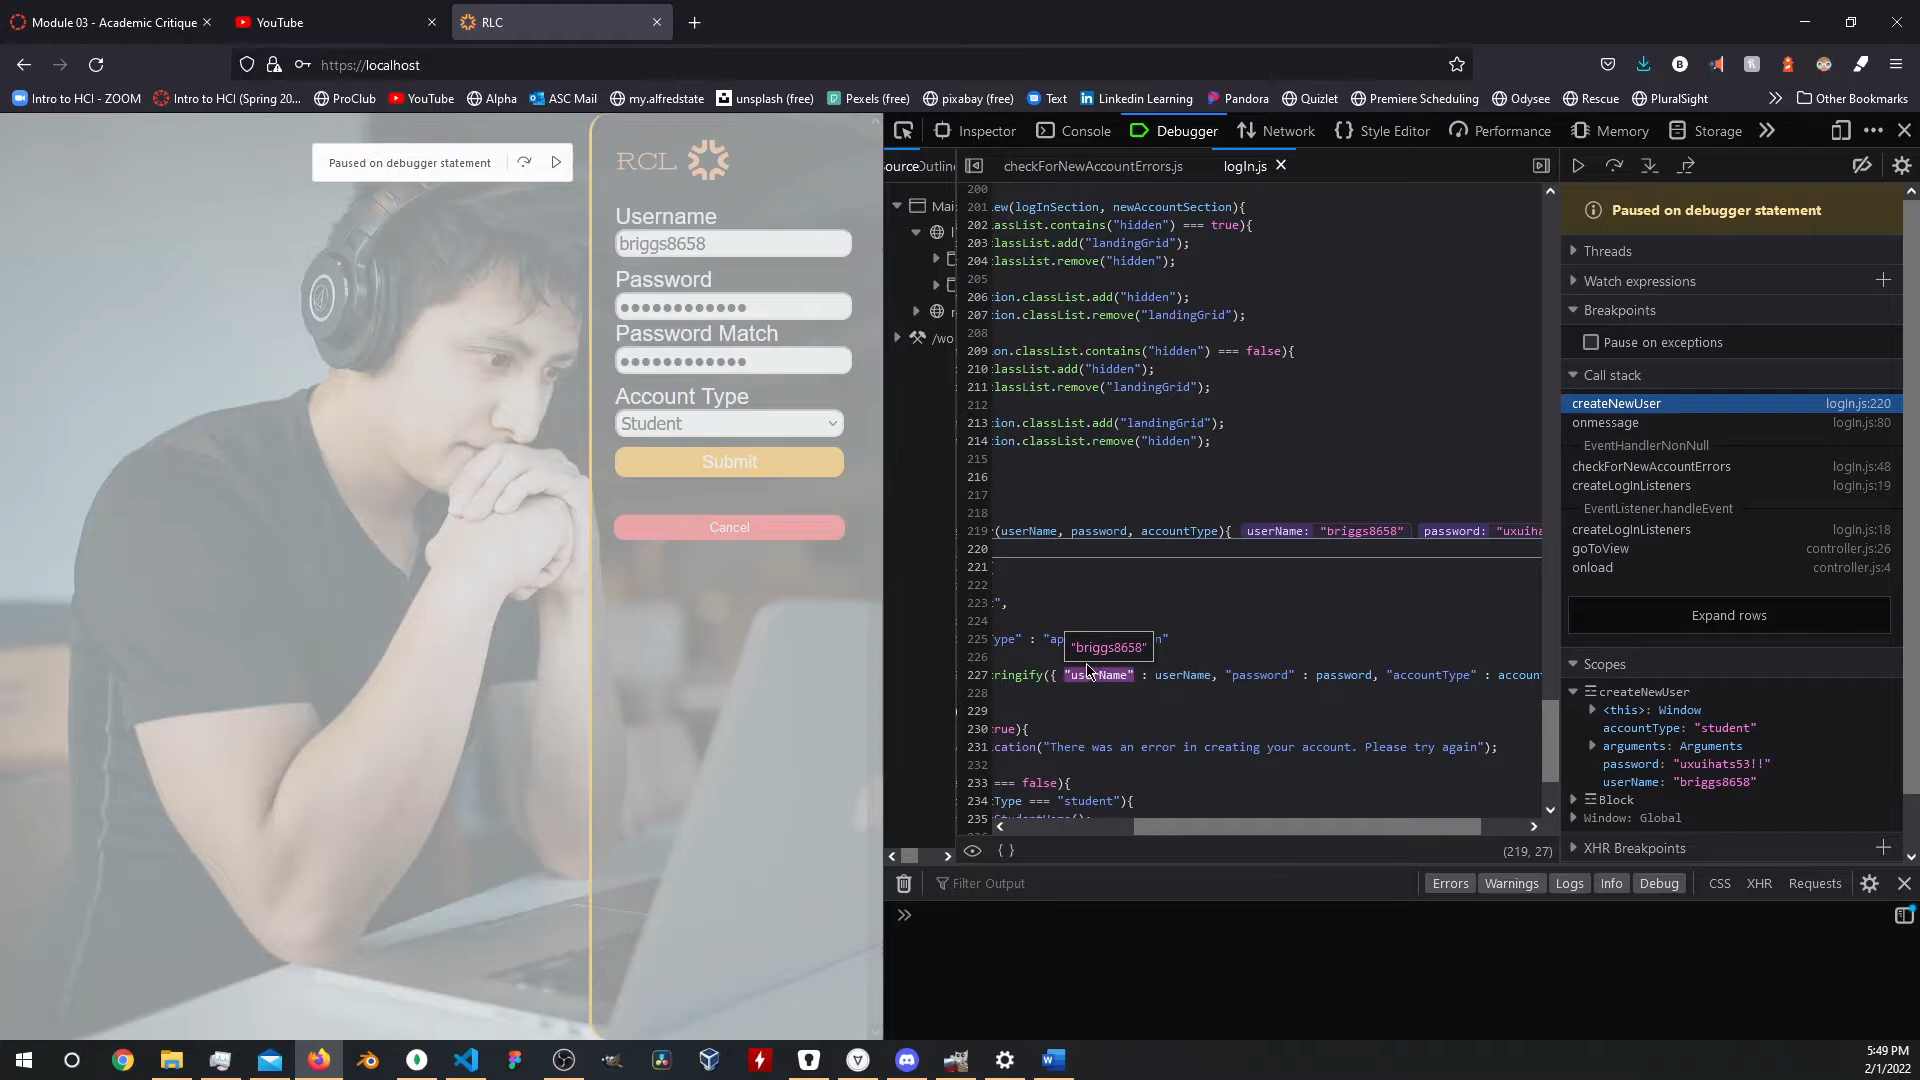 Module 03 - Academic Critique
YouTube
RLC
https://localhost
Intro to HCI - ZOOM
Intro to HCI (Spring 20...
ProClub
YouTube
Alpha
ASC Mail
my.alfredstate
unsplash (free)
Pexels (free)
pixabay (free)
Text
Linkedin Learning
Pandora
Quizlet
Premiere Scheduling
Odysee
Rescue
PluralSight
Other Bookmarks
Paused on debugger statement
RCL
Username
briggs8658
Password
Password Match
Account Type
Student
Submit
Cancel
Inspector
Console
Debugger
Network
Style Editor
Performance
Memory
Storage
ource
Outlin
checkForNewAccountErrors.js
logIn.js
Mai
/wo
200
201 ew(logInSection, newAccountSection){
202 assList.contains("hidden") === true){
203 lassList.add("landingGrid");
204 lassList.remove("hidden");
205
206 ion.classList.add("hidden");
207 ion.classList.remove("landingGrid");
208
209 on.classList.contains("hidden") === false){
210 lassList.add("hidden");
211 lassList.remove("landingGrid");
212
213 ion.classList.add("landingGrid");
214 ion.classList.remove("hidden");
215
216
217
218
219 (userName, password, accountType){ userName: "briggs8658" password: "uxuiha
220
221
222
223 ",
224
225 ype" : "ap n"
"briggs8658"
226
227 ringify({ "userName" : userName, "password" : password, "accountType" : accoun
228
229
230 rue){
231 cation("There was an error in creating your account. Please try again");
232
233 === false){
234 Type === "student"){
235
(219, 27)
Paused on debugger statement
Threads
Watch expressions
Breakpoints
Pause on exceptions
Call stack
createNewUser logIn.js:220
onmessage logIn.js:80
EventHandlerNonNull
checkForNewAccountErrors logIn.js:48
createLogInListeners logIn.js:19
EventListener.handleEvent
createLogInListeners logIn.js:18
goToView controller.js:26
onload controller.js:4
Expand rows
Scopes
createNewUser
<this>: Window
accountType: "student"
arguments: Arguments
password: "uxuihats53!!"
userName: "briggs8658"
Block
Window: Global
XHR Breakpoints
Filter Output
Errors
Warnings
Logs
Info
Debug
CSS
XHR
Requests
5:49 PM
2/1/2022